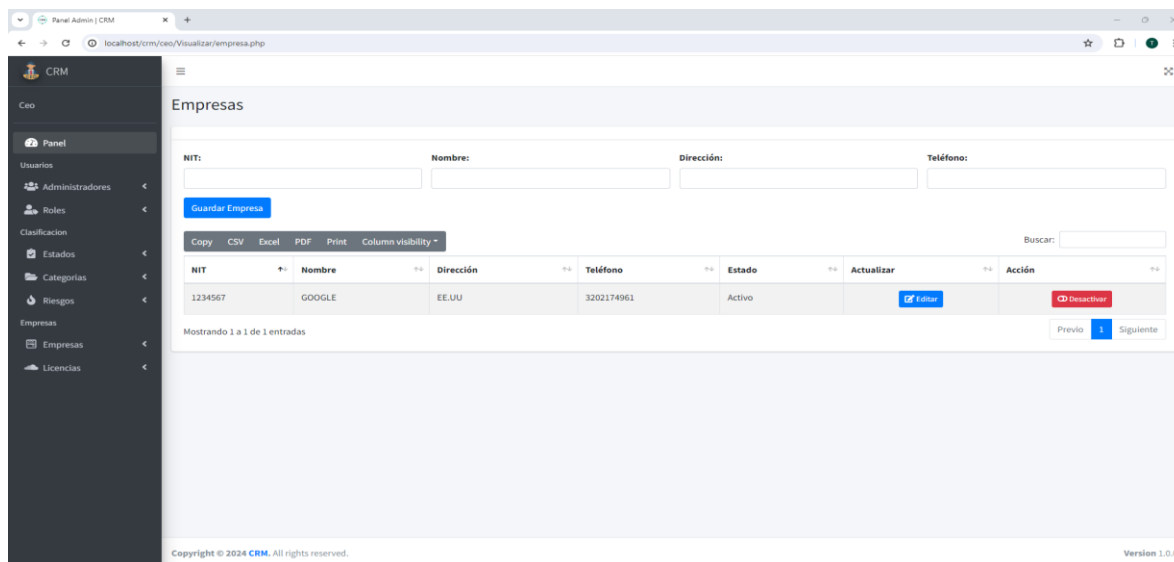 Panel Admin | CRM
localhost/crm/ceo/Visualizar/empresa.php
T
CRM
Ceo
Panel
Usuarios
Administradores
Roles
Clasificacion
Estados
Categorias
Riesgos
Empresas
Empresas
Licencias
Empresas
NIT: Nombre: Dirección: Teléfono:
Guardar Empresa
Copy CSV Excel PDF Print Column visibility
Buscar:
NIT Nombre Dirección Teléfono Estado Actualizar Acción
1234567 GOOGLE EE.UU 3202174961 Activo Editar Desactivar
Mostrando 1 a 1 de 1 entradas
Previo 1 Siguiente
Copyright © 2024 CRM. All rights reserved.
Version 1.0.